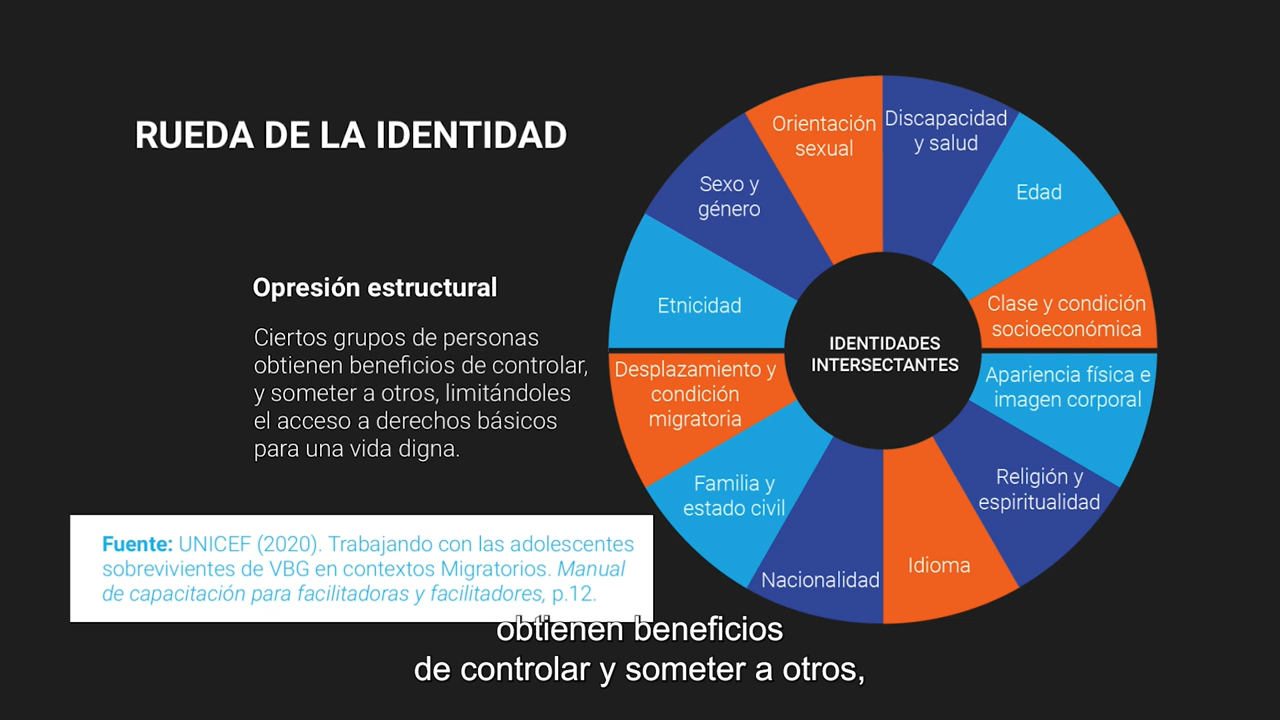 RUEDA DE LA IDENTIDAD
Opresión estructural
Ciertos grupos de personas
obtienen beneficios de controlar,
y someter a otros, limitándoles
el acceso a derechos básicos
para una vida digna.
Fuente: UNICEF (2020). Trabajando con las adolescentes
sobrevivientes de VBG en contextos Migratorios. Manual
de capacitación para facilitadoras y facilitadores, p.12.
Orientación
sexual
Discapacidad
y salud
Edad
Clase y condición
socioeconómica
Apariencia física e
imagen corporal
Religión y
espiritualidad
Idioma
Nacionalidad
Familia y
estado civil
Desplazamiento y
condición
migratoria
Etnicidad
Sexo y
género
IDENTIDADES
INTERSECTANTES
obtienen beneficios
de controlar y someter a otros,